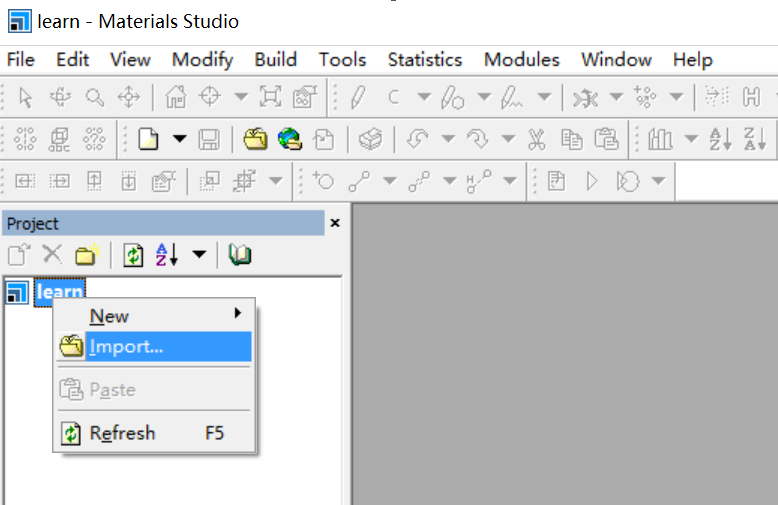 learn - Materials Studio
File Edit View Modify Build Tools Statistics Modules Window Help
Project
learn
New
Import...
Paste
Refresh F5